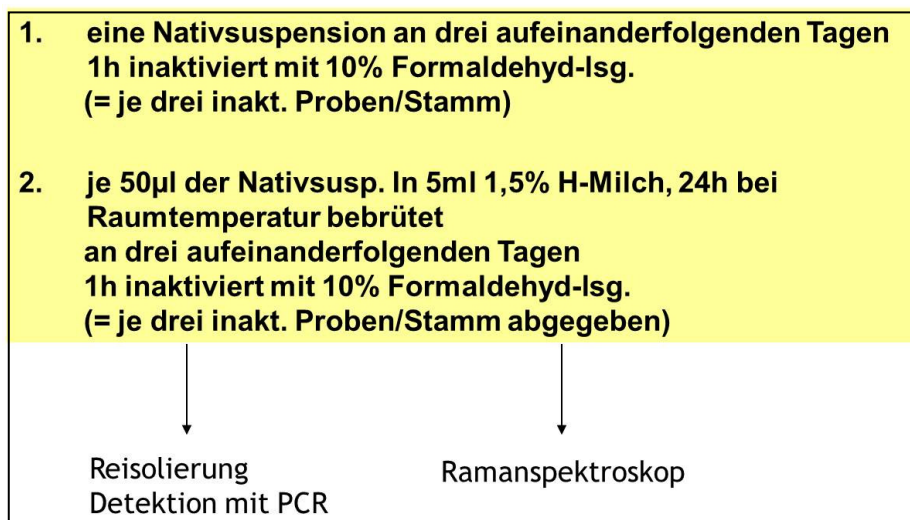 1. eine Nativsuspension an drei aufeinanderfolgenden Tagen
1h inaktiviert mit 10% Formaldehyd-lsg.
(= je drei inakt. Proben/Stamm)
2. je 50µl der Nativsusp. In 5ml 1,5% H-Milch, 24h bei
Raumtemperatur bebrütet
an drei aufeinanderfolgenden Tagen
1h inaktiviert mit 10% Formaldehyd-lsg.
(= je drei inakt. Proben/Stamm abgegeben)
Reisolierung
Detektion mit PCR
Ramanspektroskop